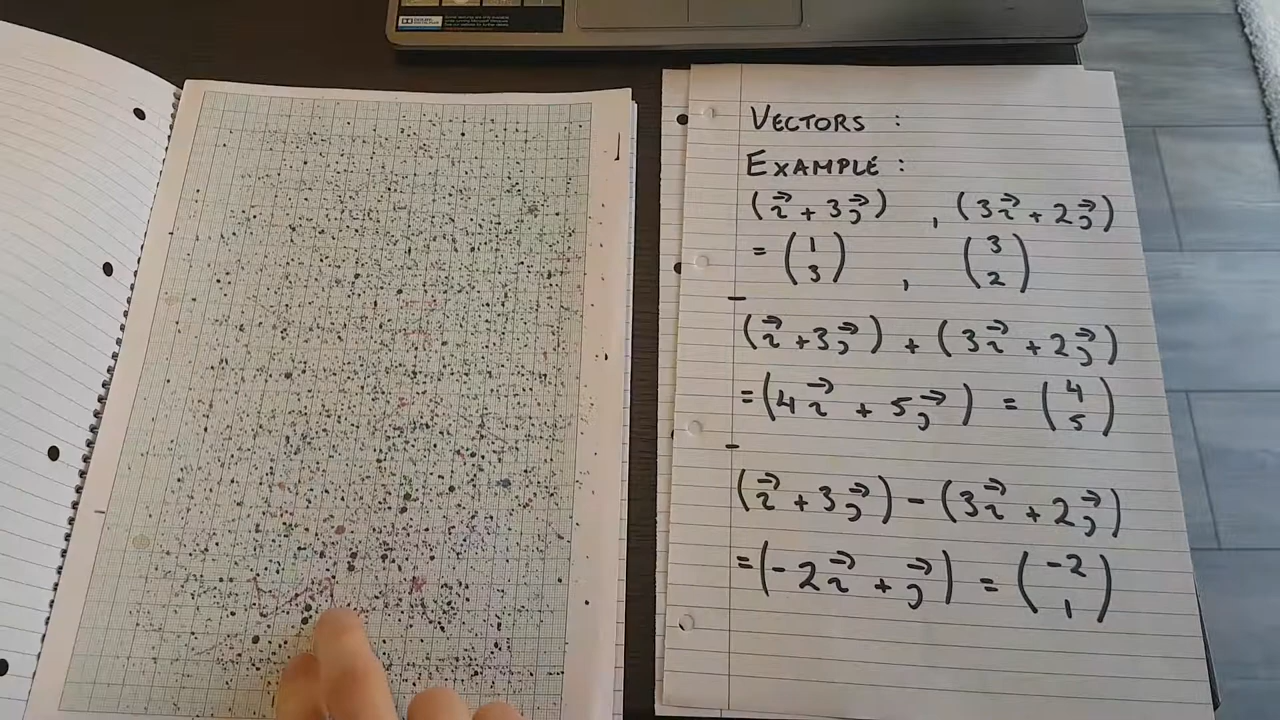 VECTORS :
EXAMPLE :
(i⃗ + 3j⃗) , (3i⃗ + 2j⃗)
= (1 3) , (3 2)
(i⃗ + 3j⃗) + (3i⃗ + 2j⃗)
= (4i⃗ + 5j⃗) = (4 5)
(i⃗ + 3j⃗) - (3i⃗ + 2j⃗)
= (-2i⃗ + j⃗) = (-2 1)